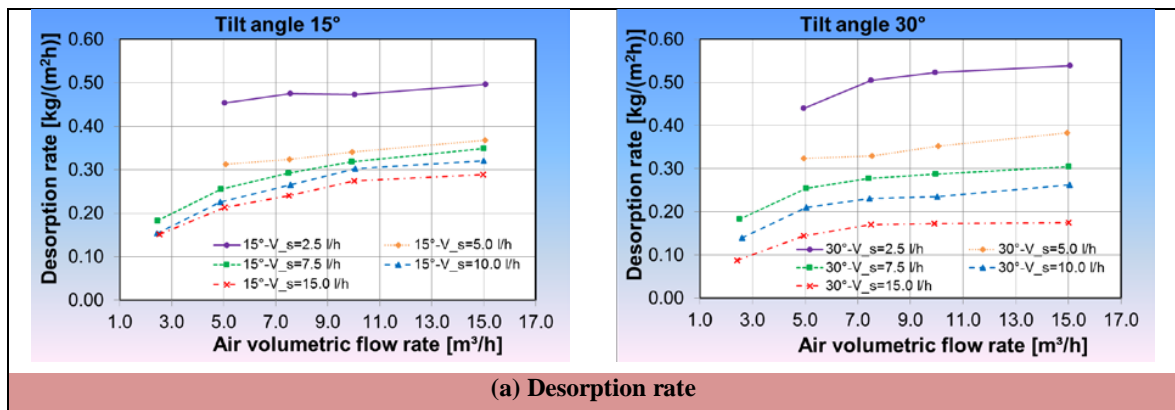 Tilt angle 15°
Desorption rate [kg/(m²h)]
0.60
0.50
0.40
0.30
0.20
0.10
0.00
15°-V_s=2.5 l/h
15°-V_s=5.0 l/h
15°-V_s=7.5 l/h
15°-V_s=10.0 l/h
15°-V_s=15.0 l/h
1.0 3.0 5.0 7.0 9.0 11.0 13.0 15.0 17.0
Air volumetric flow rate [m³/h]
Tilt angle 30°
Desorption rate [kg/(m²h)]
0.60
0.50
0.40
0.30
0.20
0.10
0.00
30°-V_s=2.5 l/h
30°-V_s=5.0 l/h
30°-V_s=7.5 l/h
30°-V_s=10.0 l/h
30°-V_s=15.0 l/h
1.0 3.0 5.0 7.0 9.0 11.0 13.0 15.0 17.0
Air volumetric flow rate [m³/h]
(a) Desorption rate